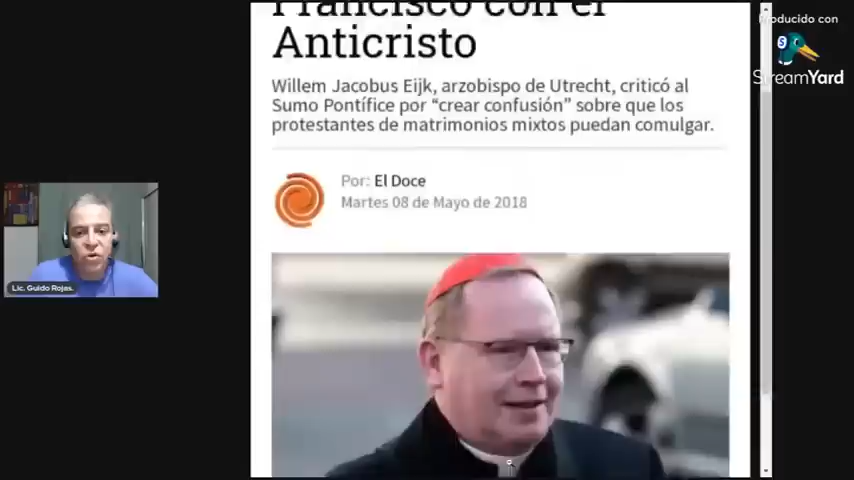 Francisco con el
Anticristo
Willem Jacobus Eijk, arzobispo de Utrecht, criticó al
Sumo Pontífice por “crear confusión” sobre que los
protestantes de matrimonios mixtos puedan comulgar.
Por: El Doce
Martes 08 de Mayo de 2018
Lic. Guido Rojas.
Producido con
S
StreamYard